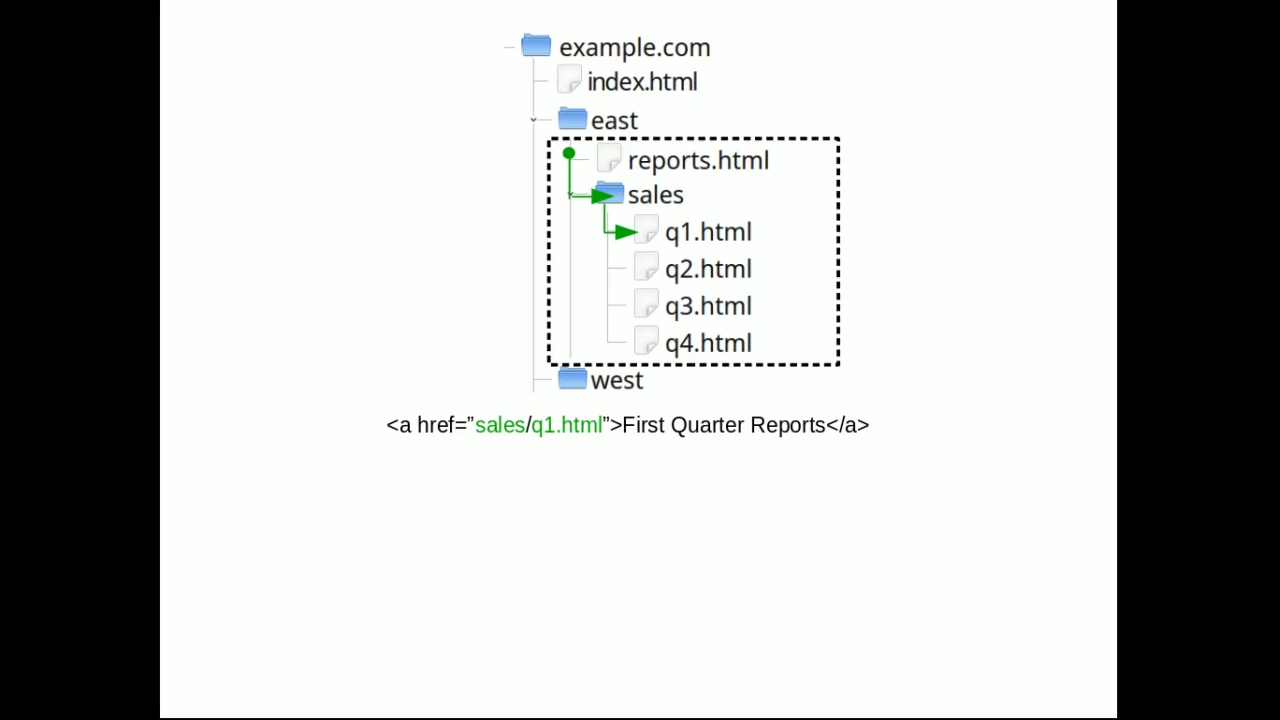 example.com
index.html
east
reports.html
sales
q1.html
q2.html
q3.html
q4.html
west
<a href=”sales/q1.html”>First Quarter Reports</a>